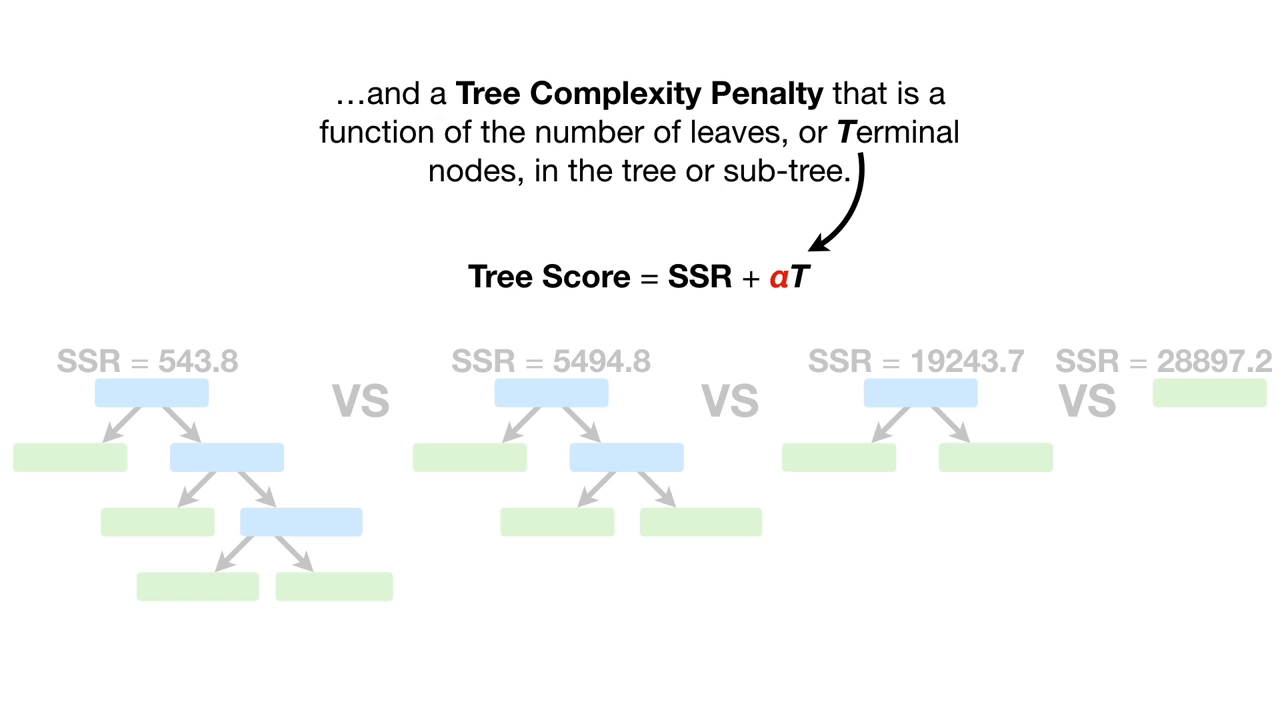 …and a Tree Complexity Penalty that is a
function of the number of leaves, or Terminal
nodes, in the tree or sub-tree.
Tree Score = SSR + αT
SSR = 543.8
VS
SSR = 5494.8
VS
SSR = 19243.7
VS
SSR = 28897.2